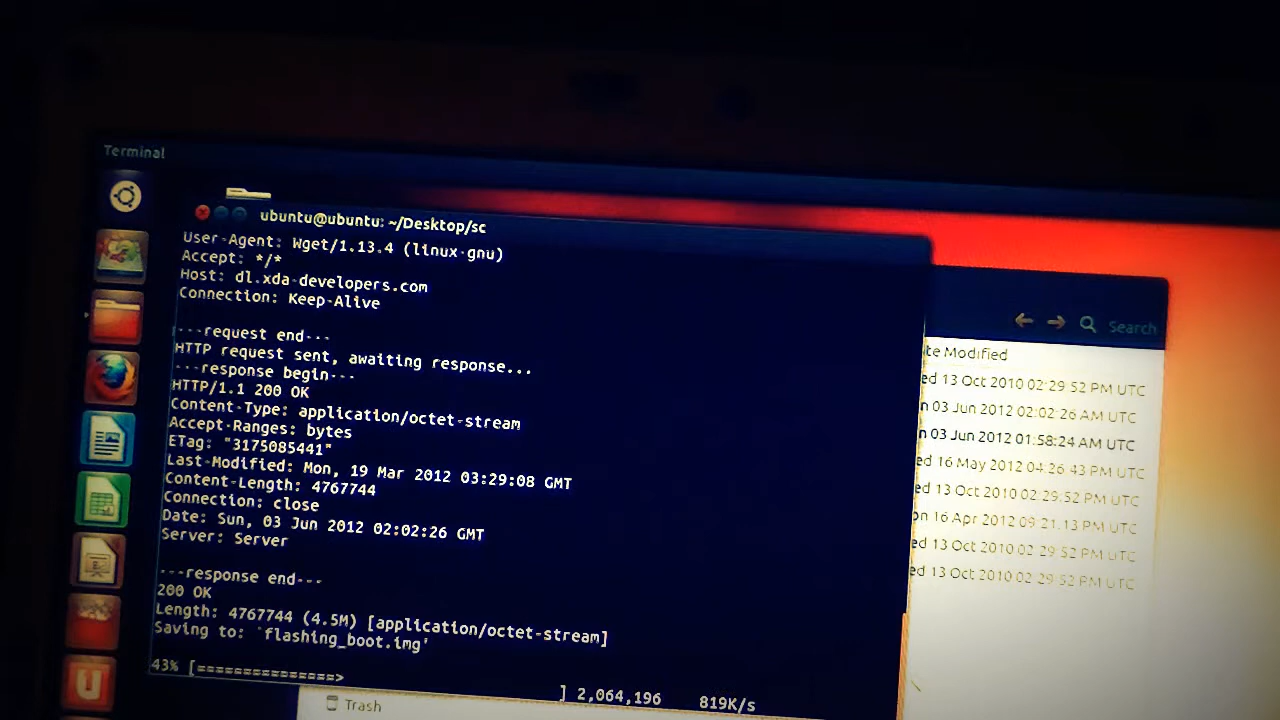 Terminal
ubuntu@ubuntu: ~/Desktop/sc
User-Agent: Wget/1.13.4 (linux-gnu)
Accept: */*
Host: dl.xda-developers.com
Connection: Keep-Alive
---request end---
HTTP request sent, awaiting response...
---response begin---
HTTP/1.1 200 OK
Content-Type: application/octet-stream
Accept-Ranges: bytes
ETag: "3175085441"
Last-Modified: Mon, 19 Mar 2012 03:29:08 GMT
Content-Length: 4767744
Connection: close
Date: Sun, 03 Jun 2012 02:02:26 GMT
Server: Server
---response end---
200 OK
Length: 4767744 (4.5M) [application/octet-stream]
Saving to: `flashing_boot.img'
43% [===============> ] 2,064,196 819K/s
Search
te Modified
ed 13 Oct 2010 02:29:52 PM UTC
n 03 Jun 2012 02:02:26 AM UTC
n 03 Jun 2012 01:58:24 AM UTC
ed 16 May 2012 04:26:43 PM UTC
ed 13 Oct 2010 02:29:52 PM UTC
on 16 Apr 2012 09:21:13 PM UTC
ed 13 Oct 2010 02:29:52 PM UTC
ed 13 Oct 2010 02:29:52 PM UTC
Trash